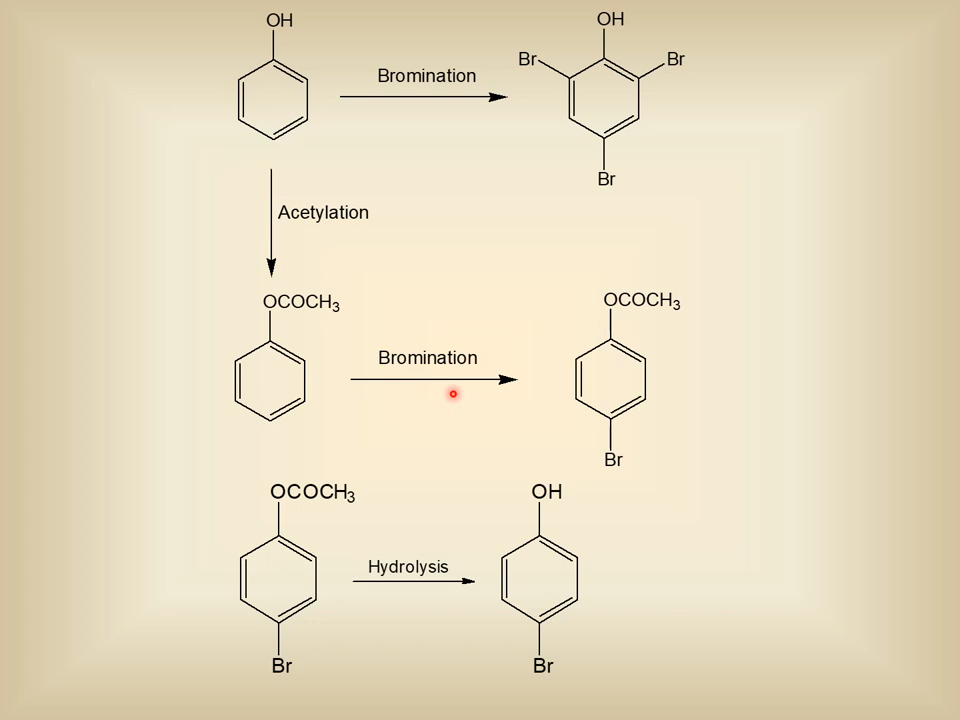 OH
OH
Br
Br
Bromination
Br
Acetylation
OCOCH3
OCOCH3
Bromination
Br
OCOCH3
OH
Hydrolysis
Br
Br